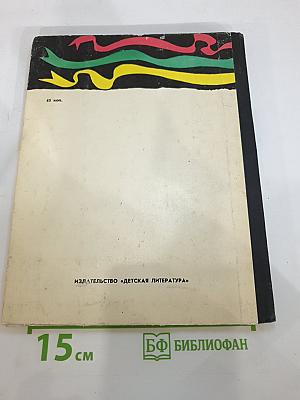 65 коп.
ИЗДАТЕЛЬСТВО «ДЕТСКАЯ ЛИТЕРАТУРА»
15 см
БФ БИБЛИОФАН